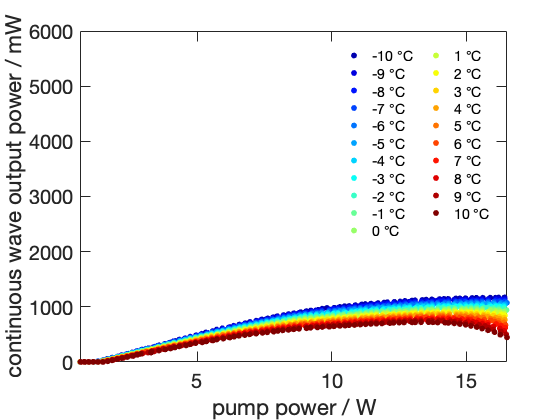 continuous wave output power / mW
6000
5000
4000
3000
2000
1000
0
5
10
15
pump power / W
-10 °C
-9 °C
-8 °C
-7 °C
-6 °C
-5 °C
-4 °C
-3 °C
-2 °C
-1 °C
0 °C
1 °C
2 °C
3 °C
4 °C
5 °C
6 °C
7 °C
8 °C
9 °C
10 °C